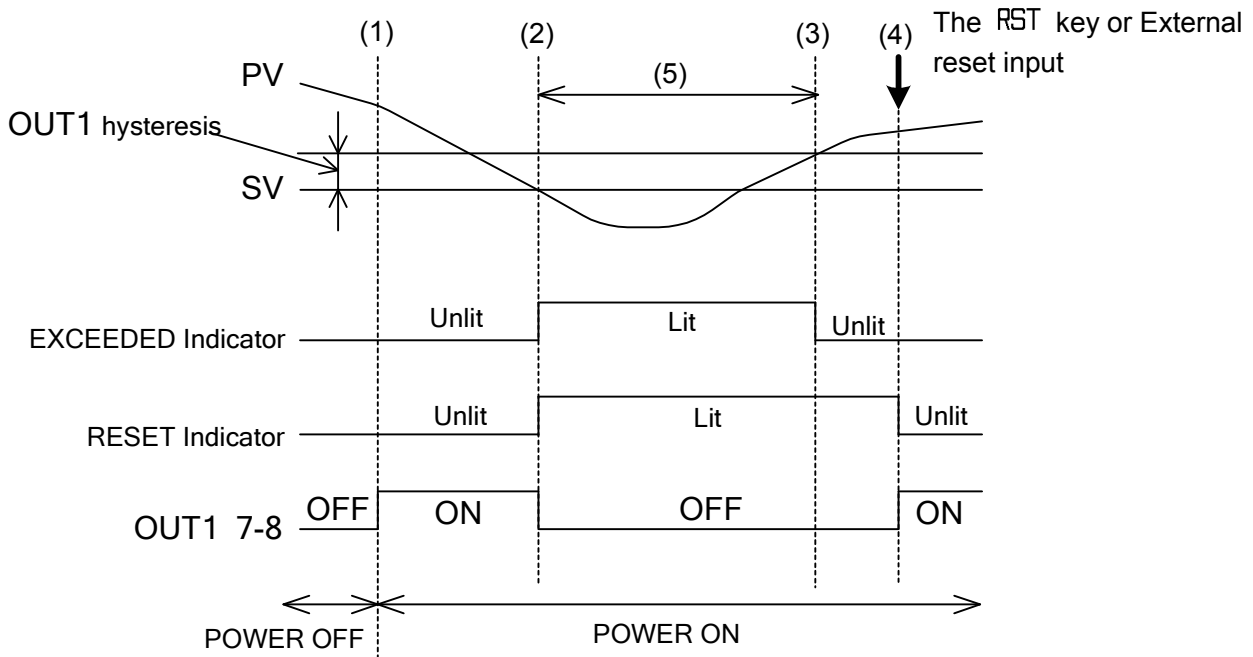 The RST key or External
reset input
(1)
(2)
(3)
(4)
(5)
PV
OUT1 hysteresis
SV
EXCEEDED Indicator
Unlit
Lit
Unlit
RESET Indicator
Unlit
Lit
Unlit
OUT1 7-8
OFF
ON
OFF
ON
POWER OFF
POWER ON